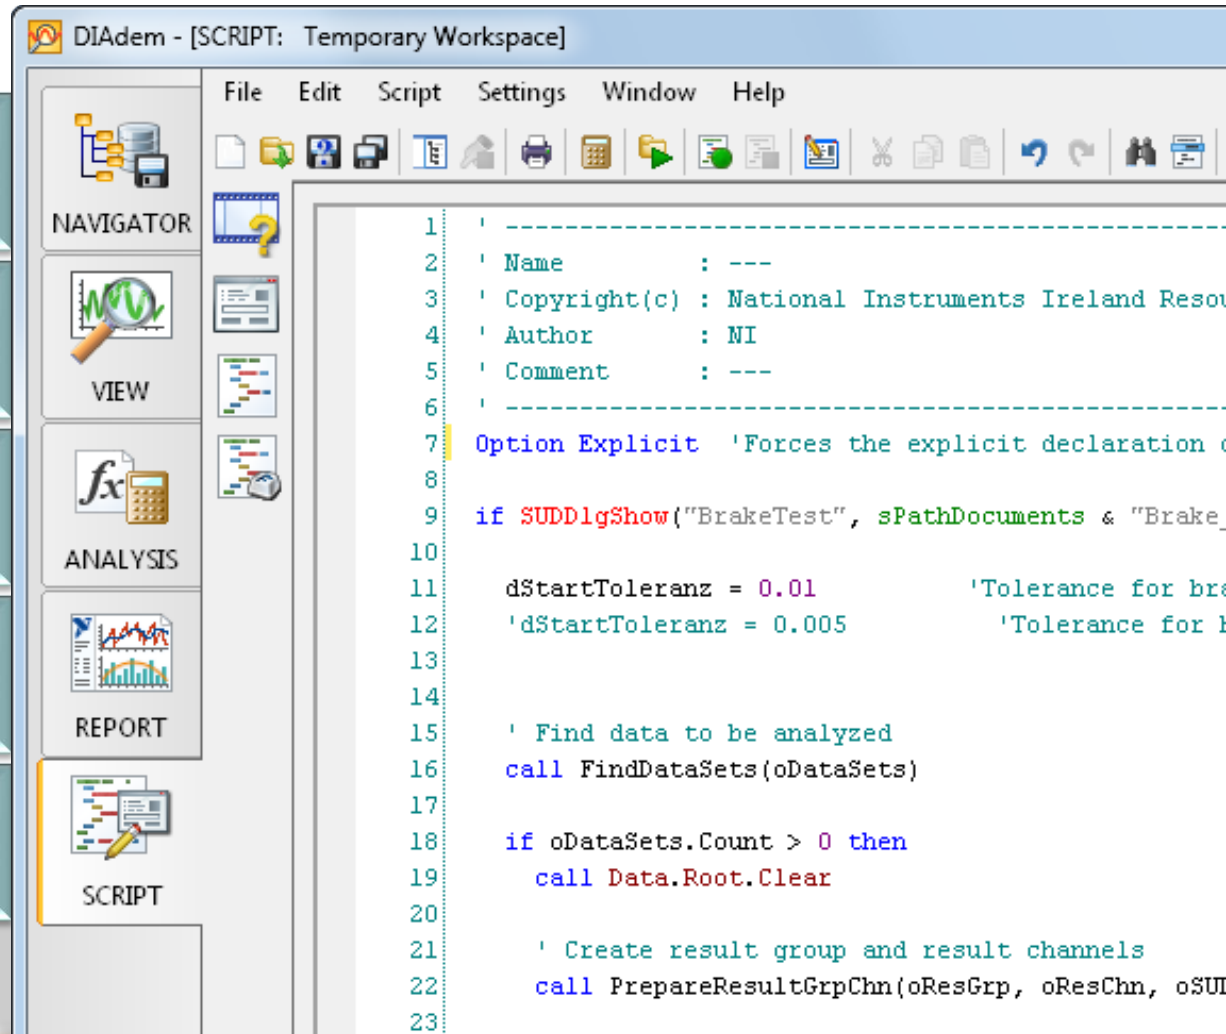 DIAdem - [SCRIPT:   Temporary Workspace]
File Edit Script Settings Window Help
NAVIGATOR
VIEW
ANALYSIS
REPORT
SCRIPT
1 ' -------------------------------------------------
2 ' Name         : ---
3 ' Copyright(c) : National Instruments Ireland
4 ' Author       : NI
5 ' Comment      : ---
6 ' -------------------------------------------------
7 Option Explicit  'Forces the explicit declaration
8
9 if SUDDlgShow("BrakeTest", sPathDocuments & "Brake_
10
11   dStartToleranz = 0.01          'Tolerance for
12   'dStartToleranz = 0.005          'Tolerance for
13
14
15   ' Find data to be analyzed
16   call FindDataSets(oDataSets)
17
18   if oDataSets.Count > 0 then
19     call Data.Root.Clear
20
21     ' Create result group and result channels
22     call PrepareResultGrpChn(oResGrp, oResChn,
23